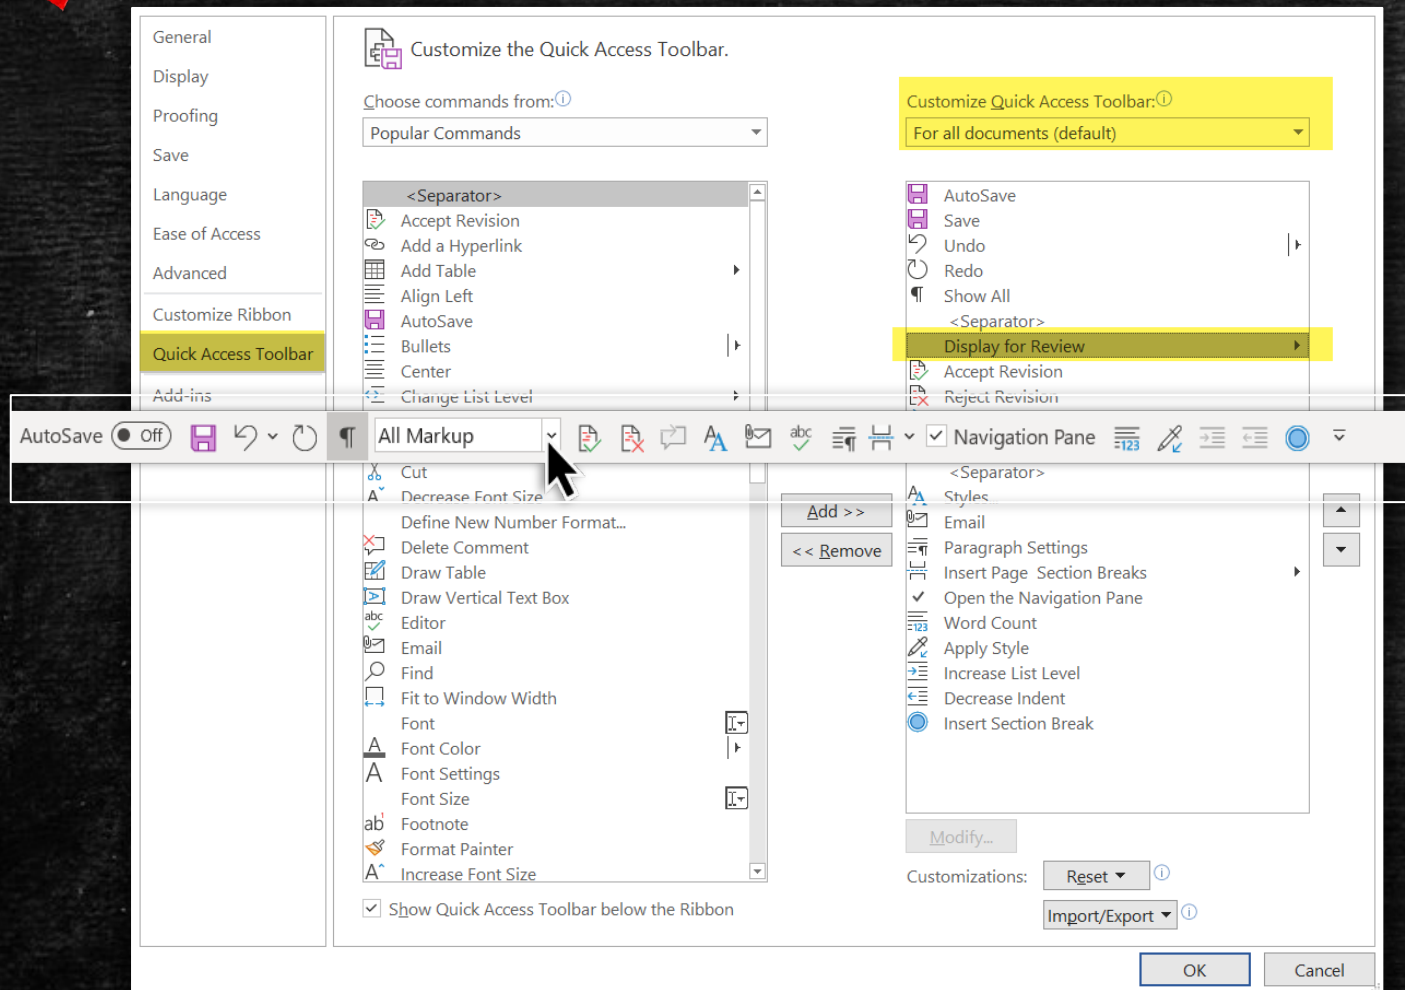 General
Display
Proofing
Save
Language
Ease of Access
Advanced
Customize Ribbon
Quick Access Toolbar
Add-ins
Customize the Quick Access Toolbar.
Choose commands from:
Popular Commands
<Separator>
Accept Revision
Add a Hyperlink
Add Table
Align Left
AutoSave
Bullets
Center
Change List Level
Customize Quick Access Toolbar:
For all documents (default)
AutoSave
Save
Undo
Redo
Show All
<Separator>
Display for Review
Accept Revision
Reject Revision
AutoSave Off All Markup abc Navigation Pane 123
Cut
Decrease Font Size
Define New Number Format...
Delete Comment
Draw Table
Draw Vertical Text Box
abc Editor
Email
Find
Fit to Window Width
Font
Font Color
Font Settings
Font Size
ab Footnote
Format Painter
Increase Font Size
Show Quick Access Toolbar below the Ribbon
Add >>
<< Remove
<Separator>
Styles...
Email
Paragraph Settings
Insert Page  Section Breaks
Open the Navigation Pane
123 Word Count
Apply Style
Increase List Level
Decrease Indent
Insert Section Break
Modify...
Customizations: Reset
Import/Export
OK Cancel